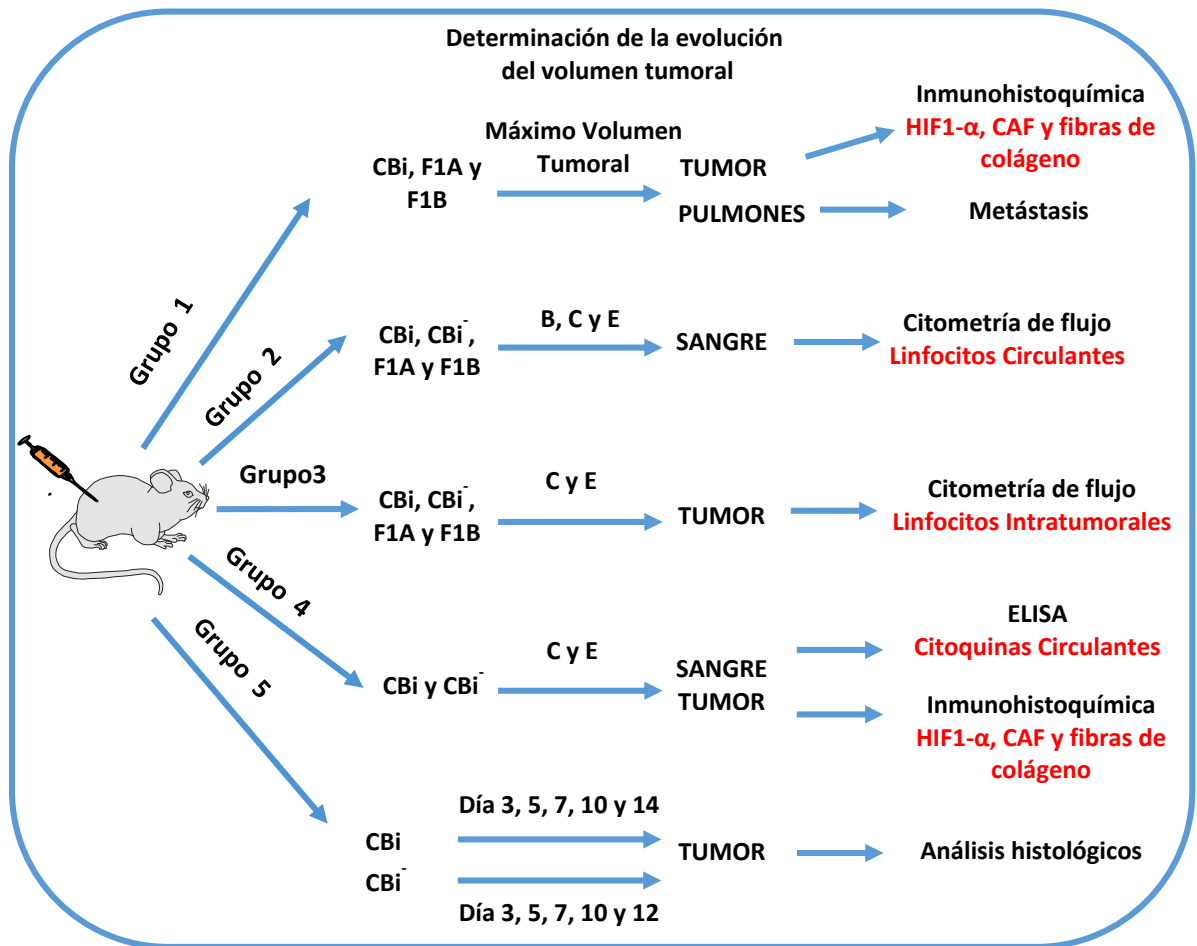 Determinación de la evolución
del volumen tumoral
Grupo 1
CBi, F1A y
F1B
Máximo Volumen
Tumoral
TUMOR
PULMONES
Inmunohistoquímica
HIF1-α, CAF y fibras de
colágeno
Metástasis
Grupo 2
CBi, CBi⁻,
F1A y F1B
B, C y E
SANGRE
Citometría de flujo
Linfocitos Circulantes
Grupo3
CBi, CBi⁻,
F1A y F1B
C y E
TUMOR
Citometría de flujo
Linfocitos Intratumorales
Grupo 4
CBi y CBi⁻
C y E
SANGRE
TUMOR
ELISA
Citoquinas Circulantes
Inmunohistoquímica
HIF1-α, CAF y fibras de
colágeno
Grupo 5
CBi
CBi⁻
Día 3, 5, 7, 10 y 14
Día 3, 5, 7, 10 y 12
TUMOR
Análisis histológicos